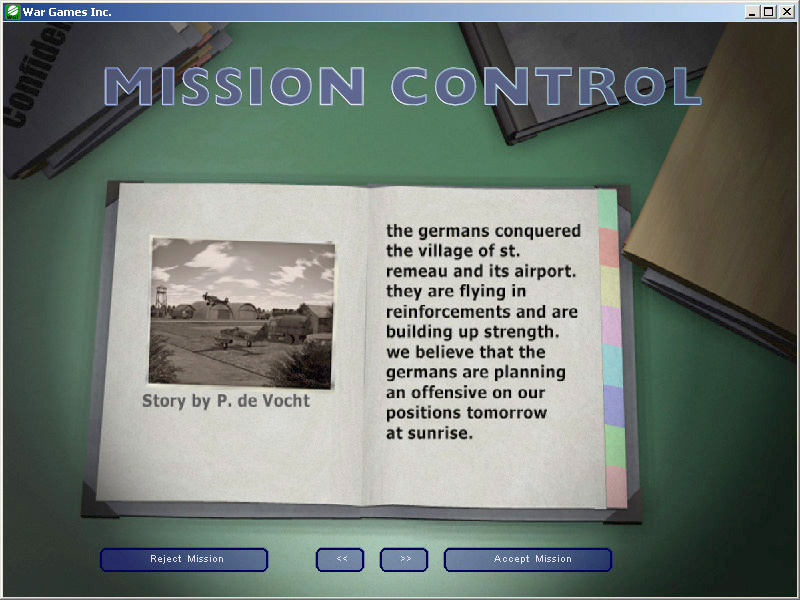 War Games Inc.
Confiden
MISSION CONTROL
the germans conquered
the village of st.
remeau and its airport.
they are flying in
reinforcements and are
building up strength.
we believe that the
germans are planning
an offensive on our
positions tomorrow
at sunrise.
Story by P. de Vocht
Reject Mission
<<
>>
Accept Mission